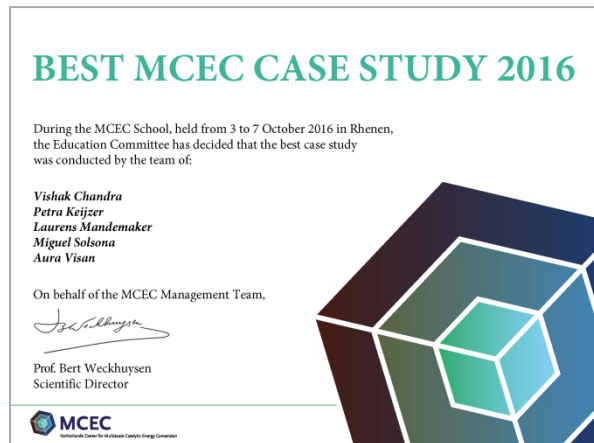 BEST MCEC CASE STUDY 2016
During the MCEC School, held from 3 to 7 October 2016 in Rhenen,
the Education Committee has decided that the best case study
was conducted by the team of:
Vishak Chandra
Petra Keijzer
Laurens Mandemaker
Miguel Solsona
Aura Visan
On behalf of the MCEC Management Team,
Prof. Bert Weckhuysen
Scientific Director
MCEC
Netherlands Center for Multiscale Catalytic Energy Conversion